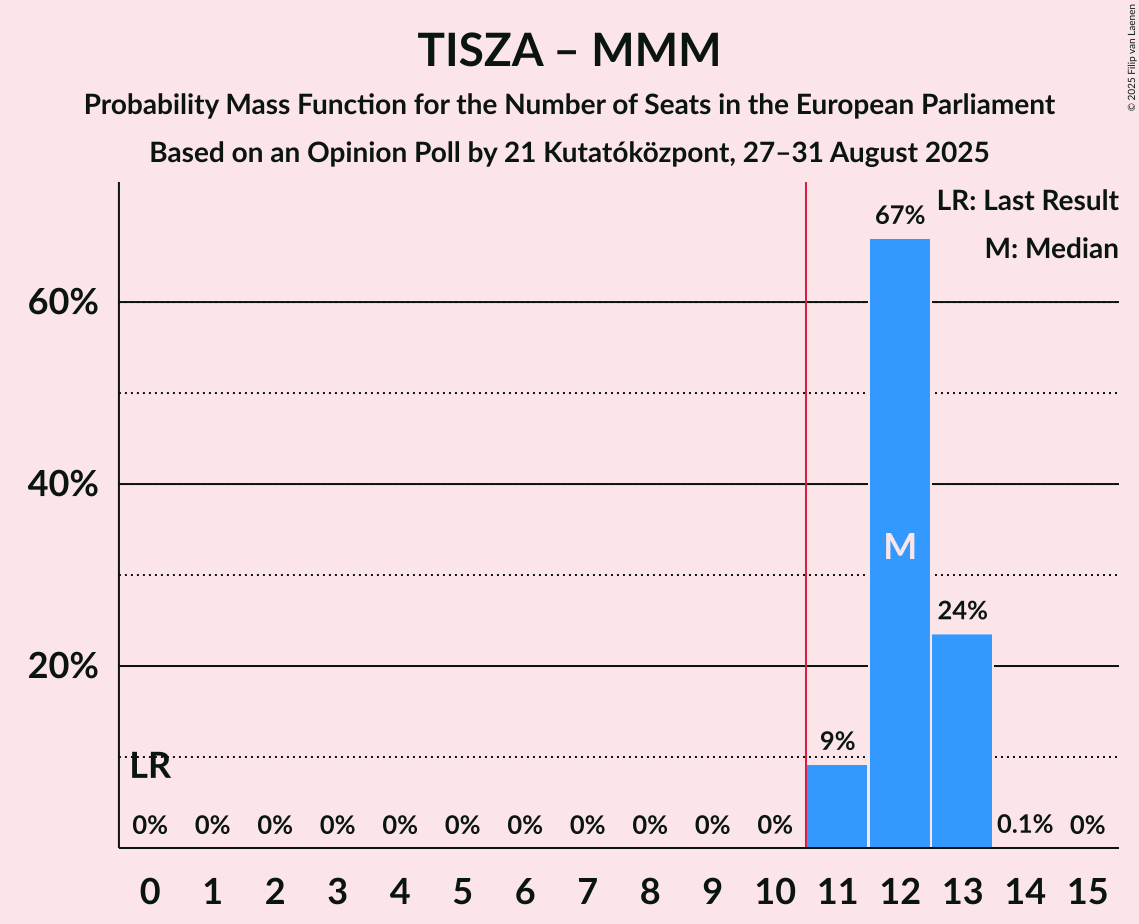 TISZA – MMM
Probability Mass Function for the Number of Seats in the European Parliament
Based on an Opinion Poll by 21 Kutatóközpont, 27–31 August 2025
© 2025 Filip van Laenen
LR: Last Result
M: Median
60%
40%
20%
LR
M
0% 0% 0% 0% 0% 0% 0% 0% 0% 0% 0% 9% 67% 24% 0.1% 0%
0 1 2 3 4 5 6 7 8 9 10 11 12 13 14 15